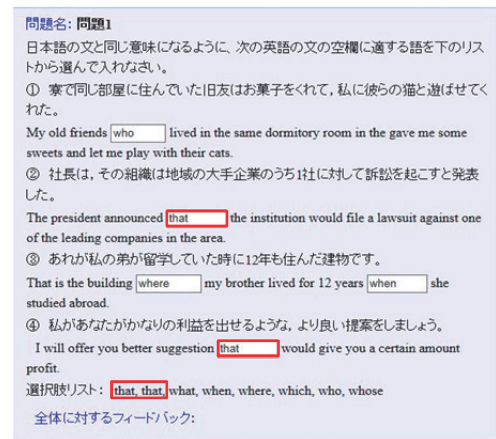 問題名: 問題1
日本語の文と同じ意味になるように、次の英語の文の空欄に適する語を下のリス
トから選んで入れなさい。
① 寮で同じ部屋に住んでいた旧友はお菓子をくれて，私に彼らの猫と遊ばせてく
れた。
My old friends who lived in the same dormitory room in the gave me some
sweets and let me play with their cats.
② 社長は，その組織は地域の大手企業のうち1社に対して訴訟を起こすと発表
した。
The president announced that the institution would file a lawsuit against one
of the leading companies in the area.
③ あれが私の弟が留学していた時に12年も住んだ建物です。
That is the building where my brother lived for 12 years when she
studied abroad.
④ 私があなたがかなりの利益を出せるような，より良い提案をしましょう。
I will offer you better suggestion that would give you a certain amount
profit.
選択肢リスト： that, that, what, when, where, which, who, whose
全体に対するフィードバック: